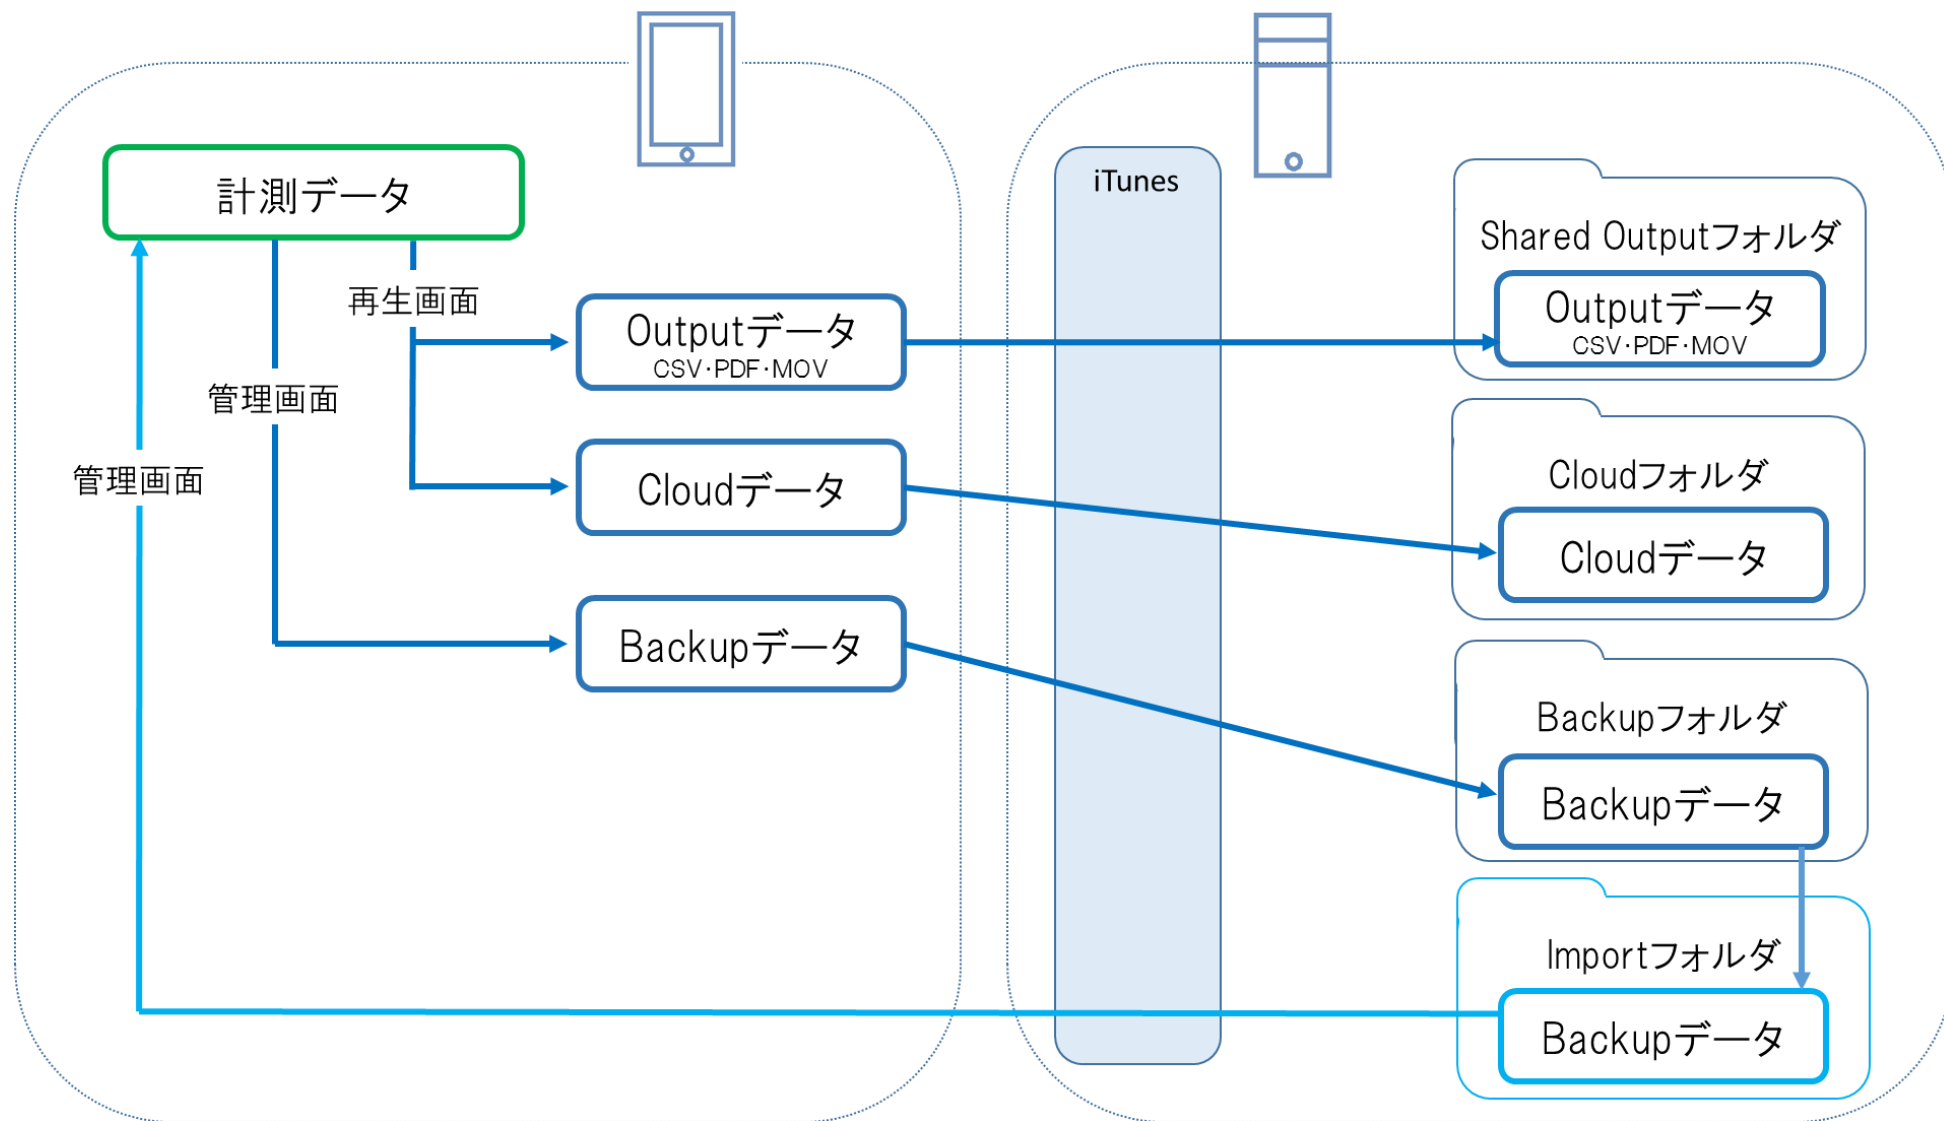 計測データ
再生画面
管理画面
管理画面
Outputデータ
CSV・PDF・MOV
Cloudデータ
Backupデータ
iTunes
Shared Outputフォルダ
Outputデータ
CSV・PDF・MOV
Cloudフォルダ
Cloudデータ
Backupフォルダ
Backupデータ
Importフォルダ
Backupデータ